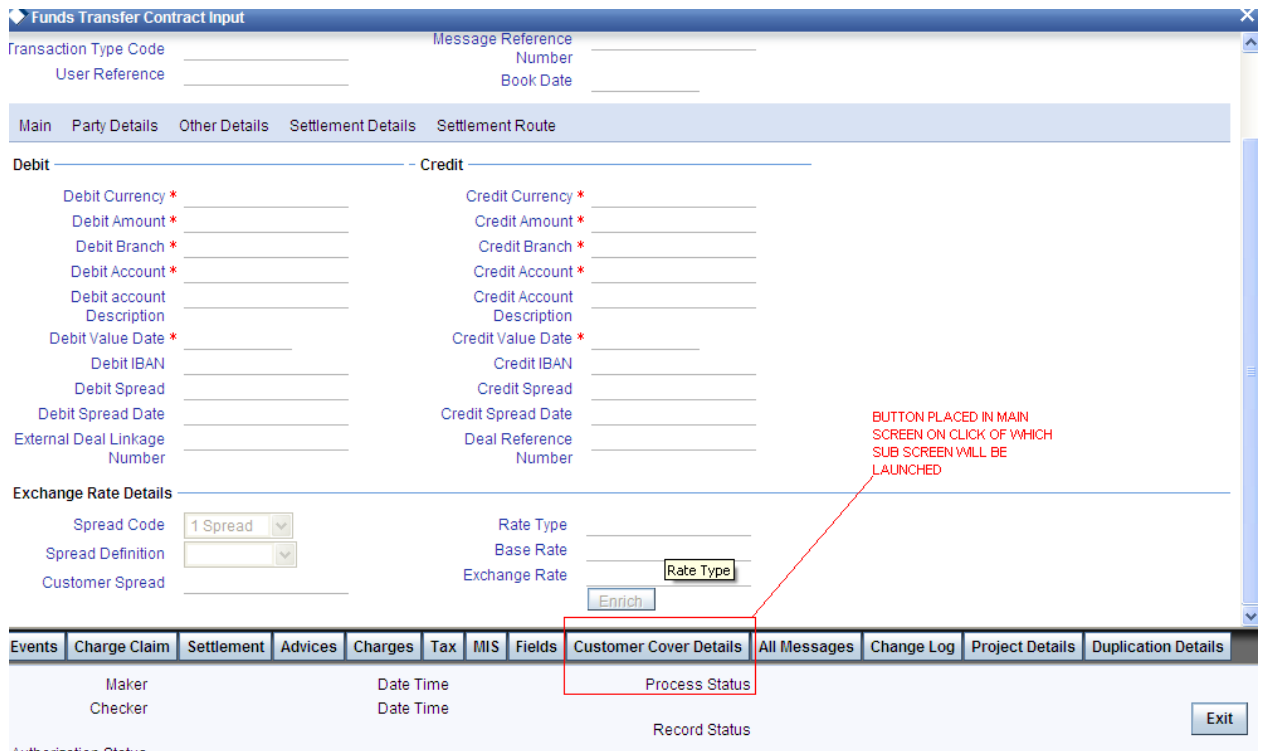 Funds Transfer Contract Input
Transaction Type Code
Message Reference
Number
User Reference
Book Date
Main Party Details Other Details Settlement Details Settlement Route
Debit
Credit
Debit Currency *
Credit Currency *
Debit Amount *
Credit Amount *
Debit Branch *
Credit Branch *
Debit Account *
Credit Account *
Debit account
Description
Credit Account
Description
Debit Value Date *
Credit Value Date *
Debit IBAN
Credit IBAN
Debit Spread
Credit Spread
Debit Spread Date
Credit Spread Date
External Deal Linkage
Number
Deal Reference
Number
BUTTON PLACED IN MAIN
SCREEN ON CLICK OF WHICH
SUB SCREEN WILL BE
LAUNCHED
Exchange Rate Details
Spread Code 1 Spread
Rate Type
Spread Definition
Base Rate
Customer Spread
Exchange Rate
Rate Type
Enrich
Events Charge Claim Settlement Advices Charges Tax MIS Fields Customer Cover Details All Messages Change Log Project Details Duplication Details
Maker Date Time Process Status
Checker Date Time
Record Status
Exit
Authorization Status